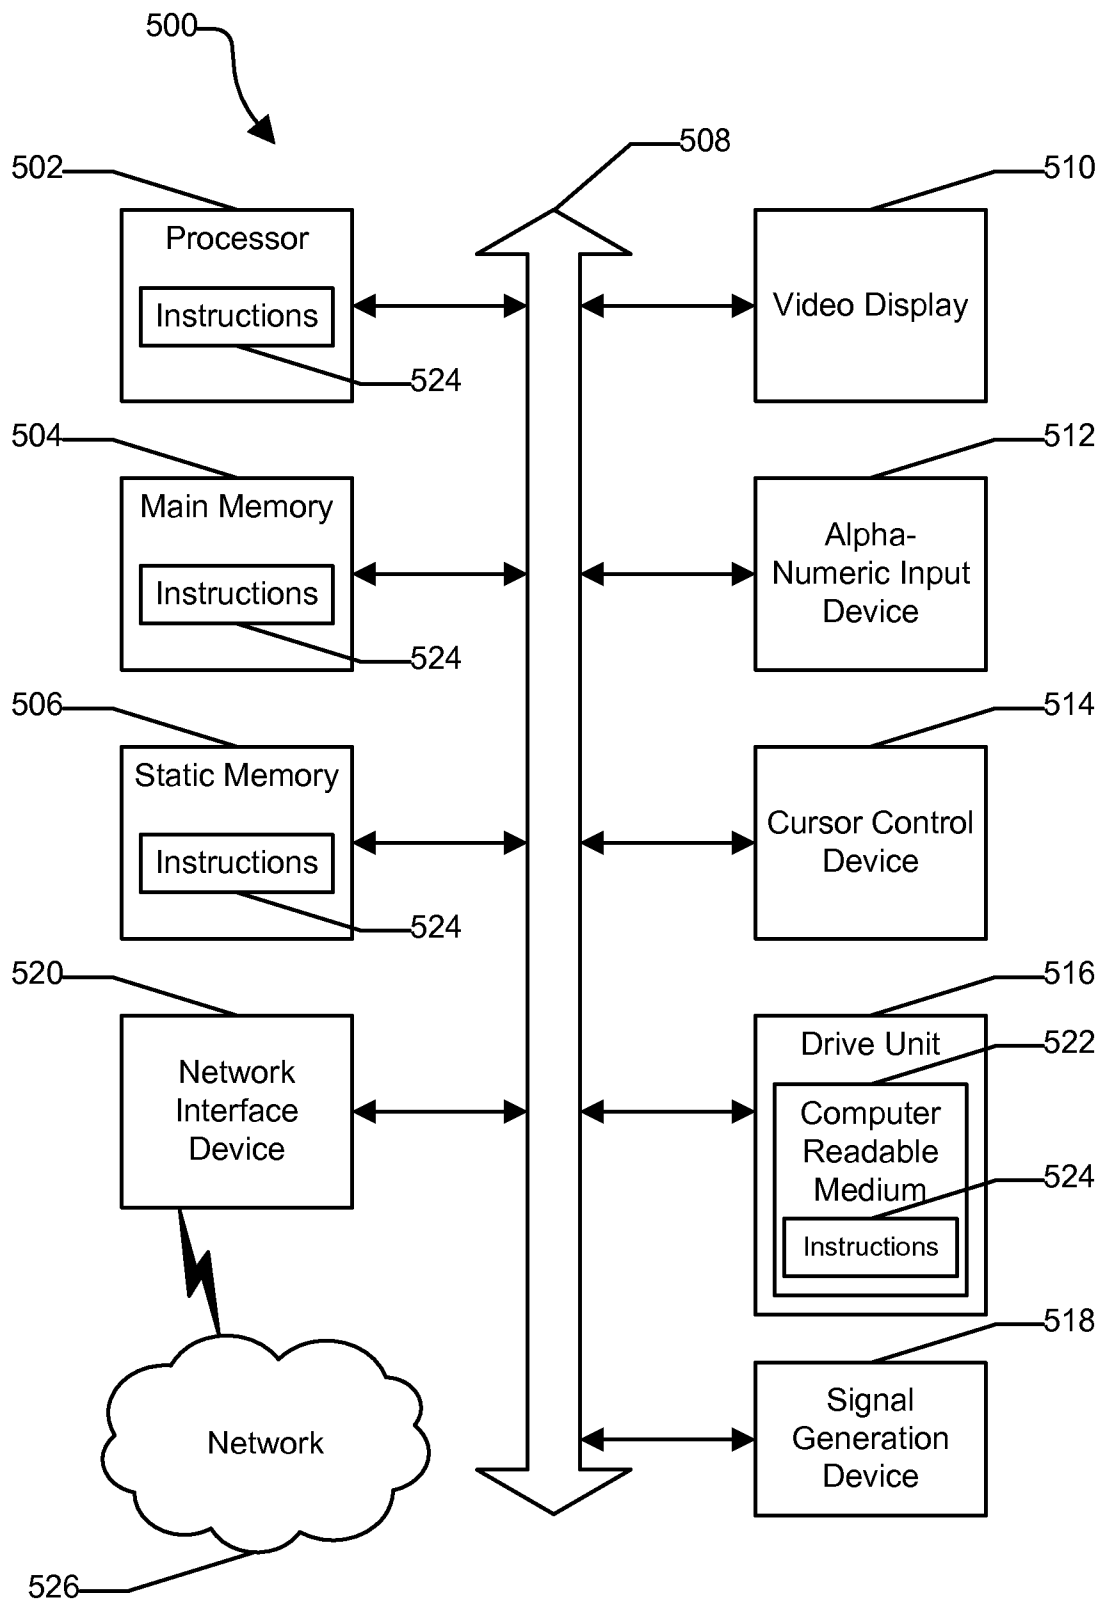 500
508
502
Processor
Instructions
524
510
Video Display
504
Main Memory
Instructions
524
512
Alpha-
Numeric Input
Device
506
Static Memory
Instructions
524
514
Cursor Control
Device
520
Network
Interface
Device
516
Drive Unit
522
Computer
Readable
Medium
524
Instructions
518
Signal
Generation
Device
Network
526